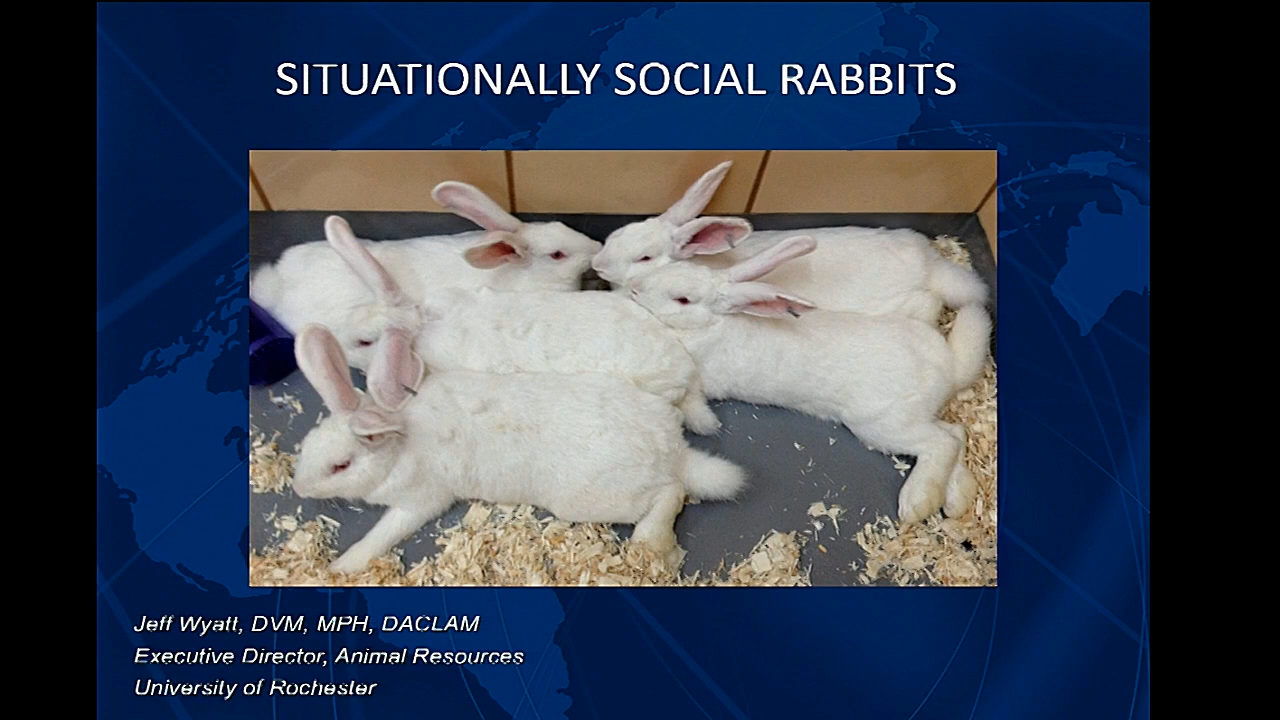 SITUATIONALLY SOCIAL RABBITS
Jeff Wyatt, DVM, MPH, DACLAM
Executive Director, Animal Resources
University of Rochester